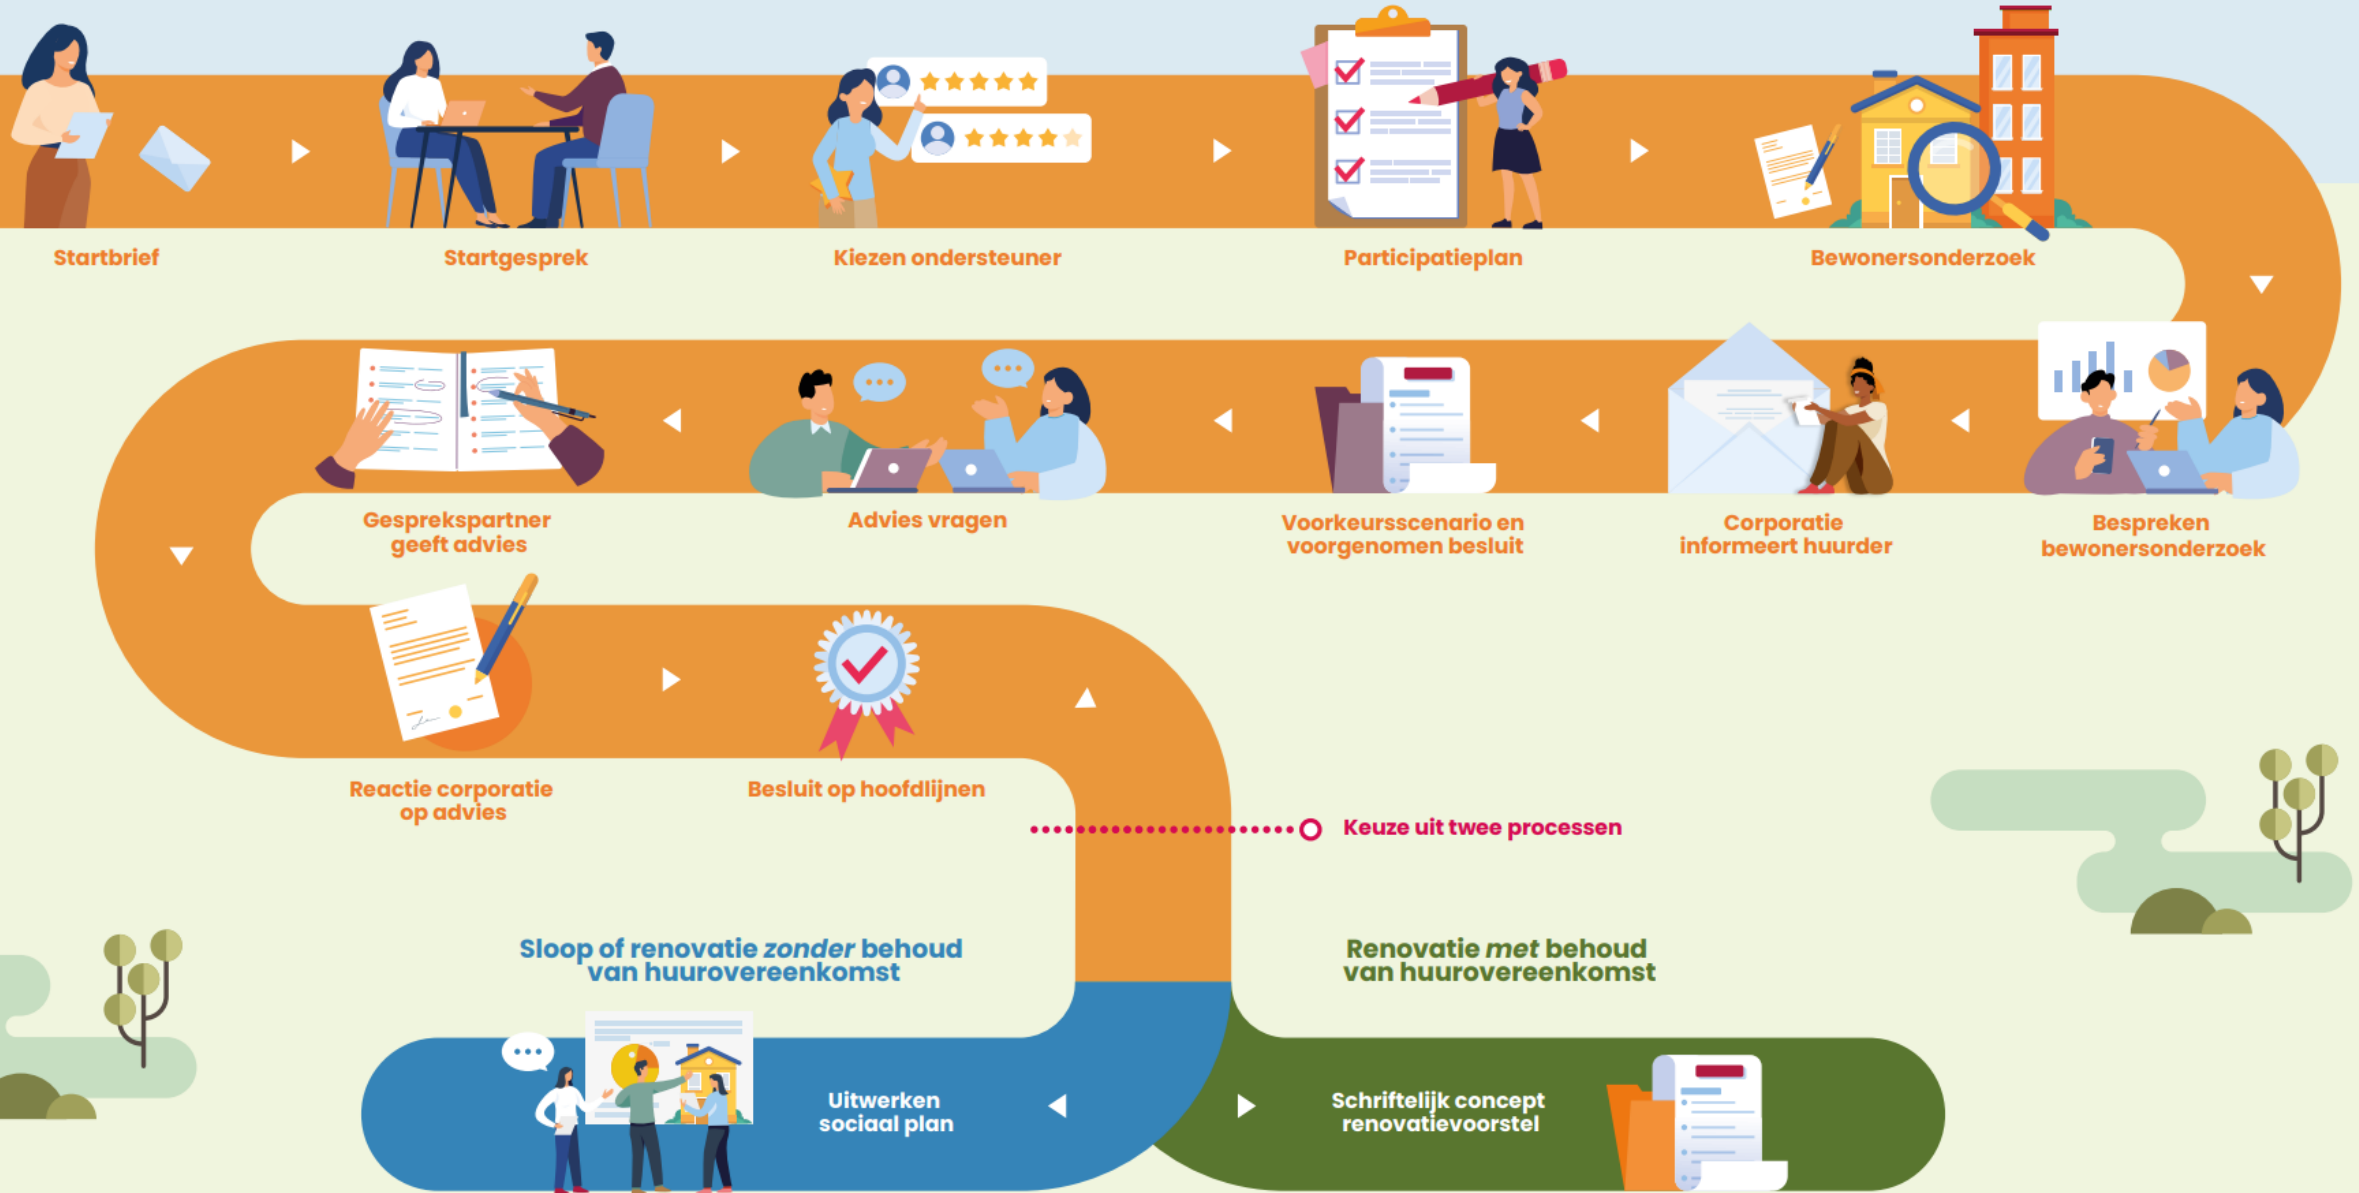 Startbrief
Startgesprek
Kiezen ondersteuner
Participatieplan
Bewonersonderzoek
Bespreken
bewonersonderzoek
Corporatie
informeert huurder
Voorkeursscenario en
voorgenomen besluit
Advies vragen
Gesprekspartner
geeft advies
Reactie corporatie
op advies
Besluit op hoofdlijnen
Keuze uit twee processen
Sloop of renovatie zonder behoud
van huurovereenkomst
Uitwerken
sociaal plan
Renovatie met behoud
van huurovereenkomst
Schriftelijk concept
renovatievoorstel